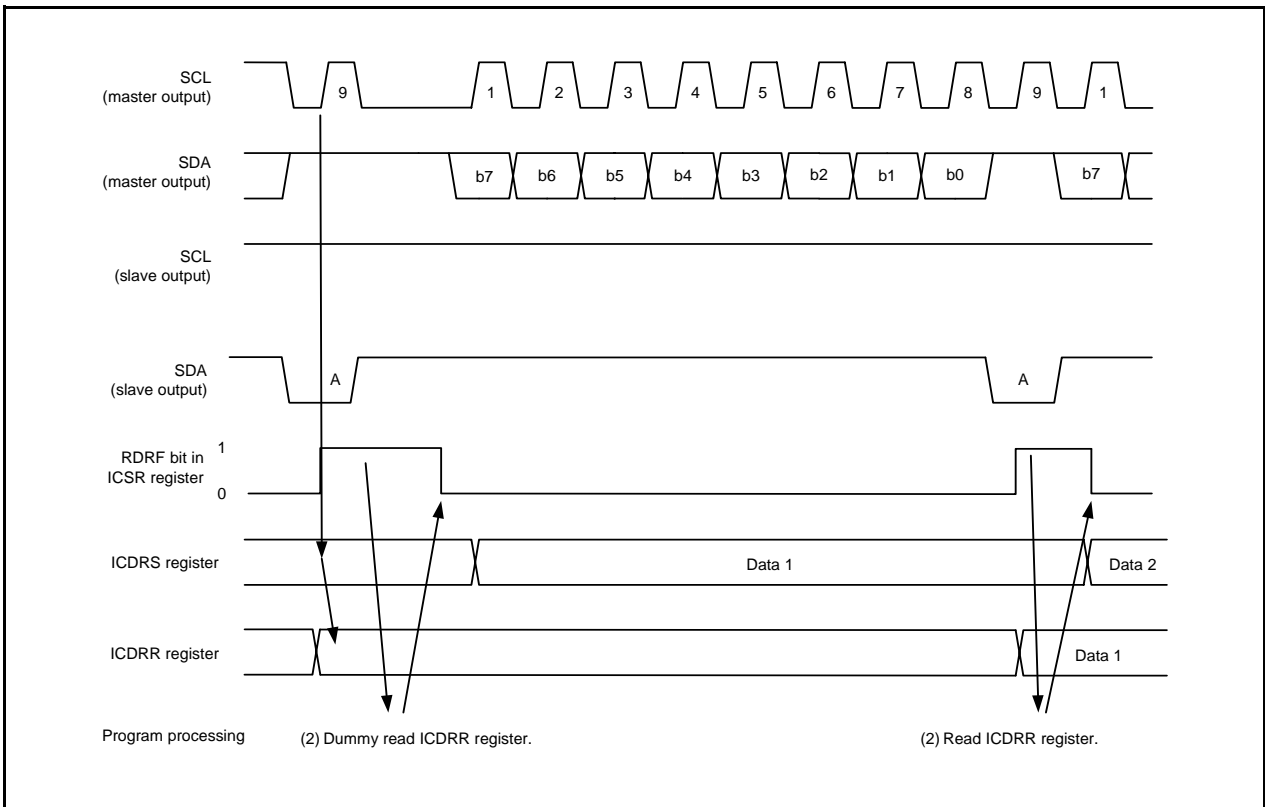 SCL
(master output)
9 1 2 3 4 5 6 7 8 9 1
SDA
(master output)
b7 b6 b5 b4 b3 b2 b1 b0 b7
SCL
(slave output)
SDA
(slave output)
A A
RDRF bit in
ICSR register
1
0
ICDRS register
Data 1 Data 2
ICDRR register
Data 1
Program processing
(2) Dummy read ICDRR register. (2) Read ICDRR register.